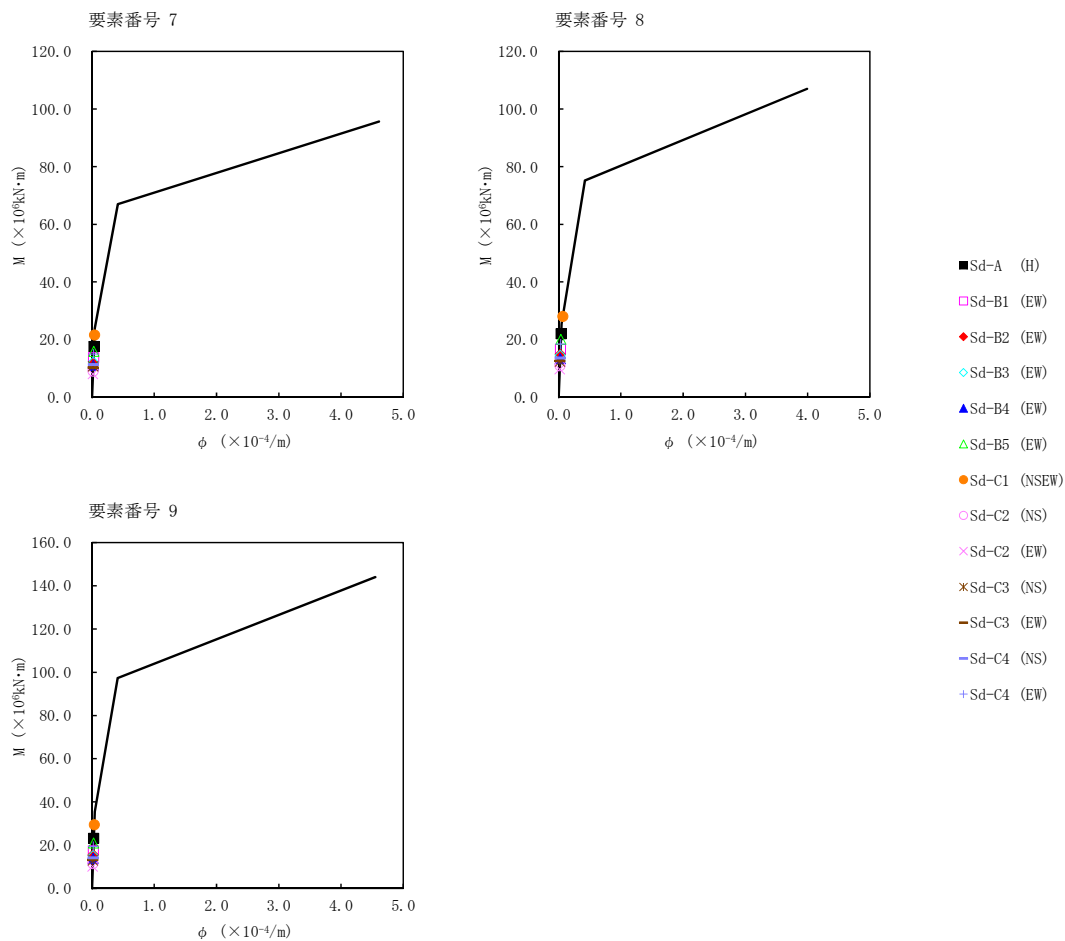 要素番号 7
120.0
100.0
80.0
60.0
40.0
20.0
0.0
M (×10⁶kN・m)
0.0 1.0 2.0 3.0 4.0 5.0
φ (×10⁻⁴/m)
要素番号 8
120.0
100.0
80.0
60.0
40.0
20.0
0.0
M (×10⁶kN・m)
0.0 1.0 2.0 3.0 4.0 5.0
φ (×10⁻⁴/m)
要素番号 9
160.0
140.0
120.0
100.0
80.0
60.0
40.0
20.0
0.0
M (×10⁶kN・m)
0.0 1.0 2.0 3.0 4.0 5.0
φ (×10⁻⁴/m)
Sd-A (H)
Sd-B1 (EW)
Sd-B2 (EW)
Sd-B3 (EW)
Sd-B4 (EW)
Sd-B5 (EW)
Sd-C1 (NSEW)
Sd-C2 (NS)
Sd-C2 (EW)
Sd-C3 (NS)
Sd-C3 (EW)
Sd-C4 (NS)
Sd-C4 (EW)